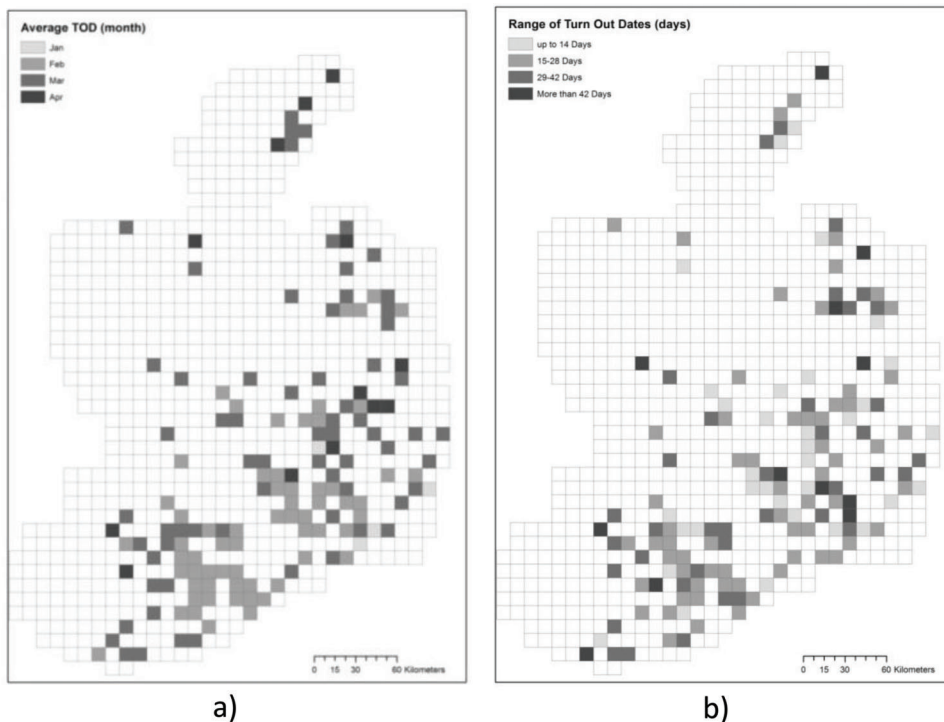 Average TOD (month)
Jan
Feb
Mar
Apr
0 15 30 60 Kilometers
a)
Range of Turn Out Dates (days)
up to 14 Days
15-28 Days
29-42 Days
More than 42 Days
0 15 30 60 Kilometers
b)